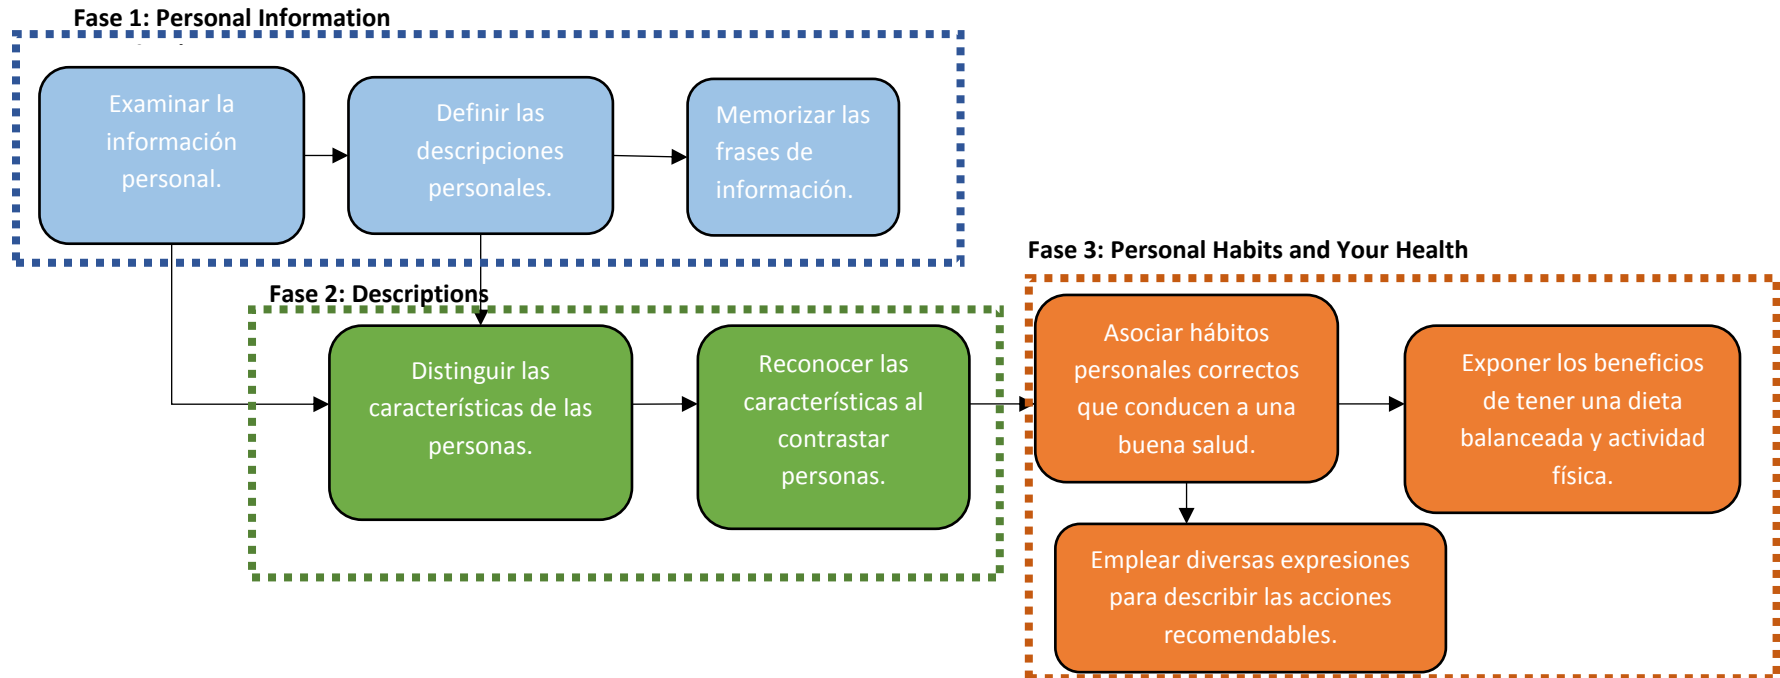 Fase 1: Personal Information
Examinar la
información
personal.
Definir las
descripciones
personales.
Memorizar las
frases de
información.
Fase 2: Descriptions
Distinguir las
características de las
personas.
Reconocer las
características al
contrastar
personas.
Fase 3: Personal Habits and Your Health
Asociar hábitos
personales correctos
que conducen a una
buena salud.
Exponer los beneficios
de tener una dieta
balanceada y actividad
física.
Emplear diversas expresiones
para describir las acciones
recomendables.